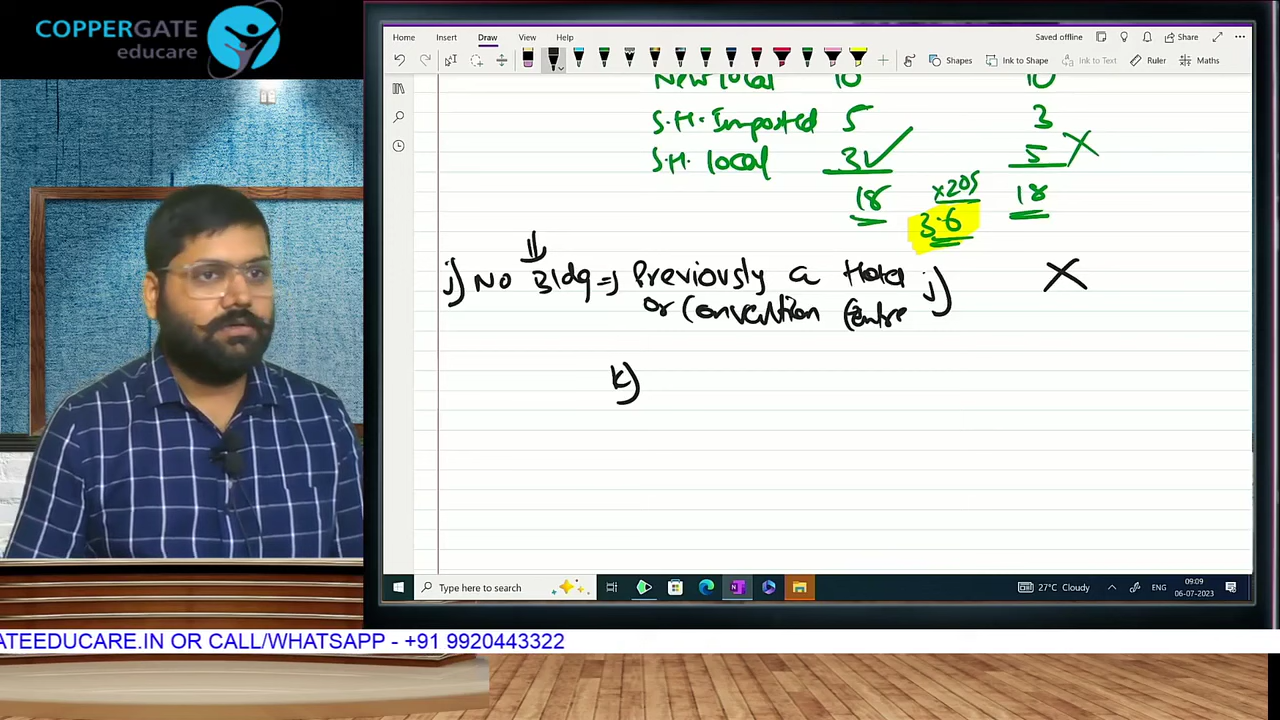 COPPERGATE
educare
Home Insert Draw View Help
Saved offline
Share
Shapes Ink to Shape Ink to Text Ruler Maths
New local 10 10
S.H. Imported 5 3
S.H. local 3 5
18 x20% 18
3.6
j) No Bldg => Previously a Hotel j)
or Convention Centre
k)
Type here to search
27°C Cloudy
ENG
09:09
06-07-2023
ATEEDUCARE.IN OR CALL/WHATSAPP - +91 9920443322